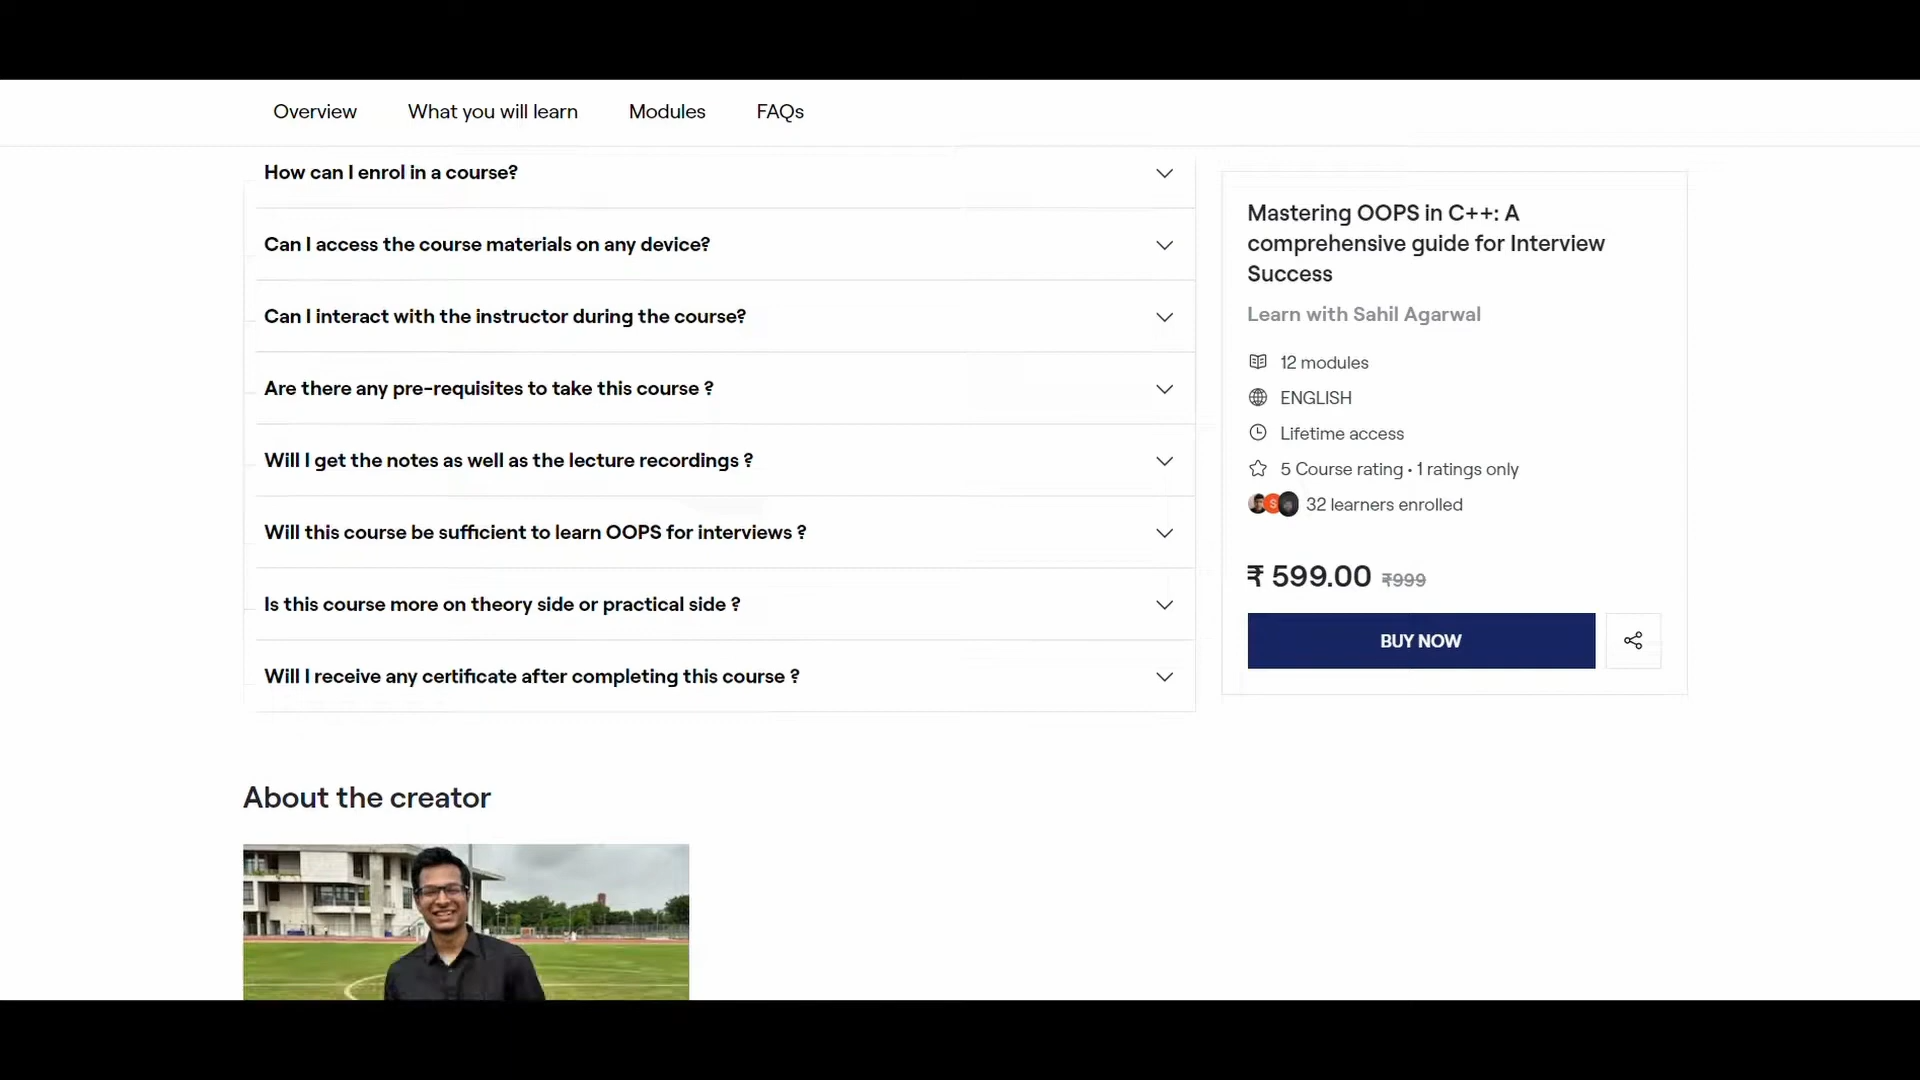 Overview What you will learn Modules FAQs
How can I enrol in a course?
Can I access the course materials on any device?
Can I interact with the instructor during the course?
Are there any pre-requisites to take this course ?
Will I get the notes as well as the lecture recordings ?
Will this course be sufficient to learn OOPS for interviews ?
Is this course more on theory side or practical side ?
Will I receive any certificate after completing this course ?
About the creator
Mastering OOPS in C++: A
comprehensive guide for Interview
Success
Learn with Sahil Agarwal
12 modules
ENGLISH
Lifetime access
5 Course rating • 1 ratings only
S 32 learners enrolled
₹ 599.00 ₹999
BUY NOW